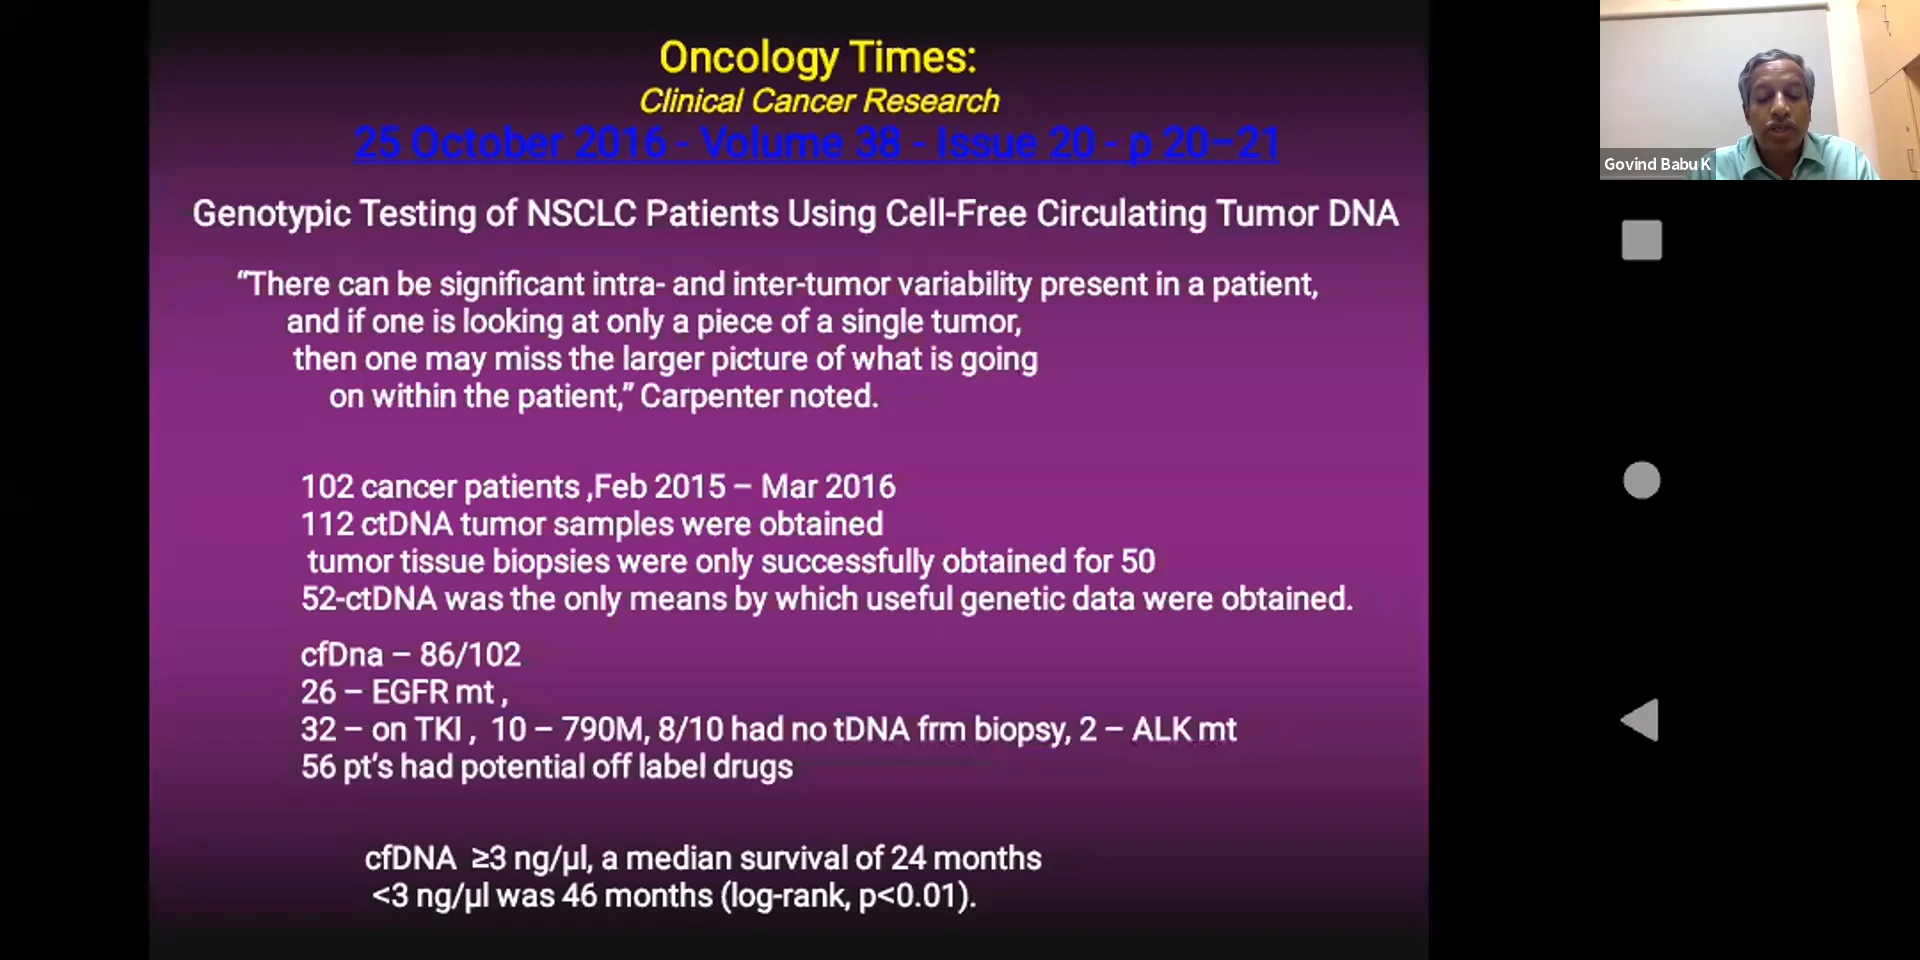 Oncology Times:
Clinical Cancer Research
25 October 2016 - Volume 38 - Issue 20 - p 20–21
Genotypic Testing of NSCLC Patients Using Cell-Free Circulating Tumor DNA
“There can be significant intra- and inter-tumor variability present in a patient,
and if one is looking at only a piece of a single tumor,
then one may miss the larger picture of what is going
on within the patient,” Carpenter noted.
102 cancer patients ,Feb 2015 – Mar 2016
112 ctDNA tumor samples were obtained
tumor tissue biopsies were only successfully obtained for 50
52-ctDNA was the only means by which useful genetic data were obtained.
cfDna – 86/102
26 – EGFR mt ,
32 – on TKI , 10 – 790M, 8/10 had no tDNA frm biopsy, 2 – ALK mt
56 pt’s had potential off label drugs
cfDNA ≥3 ng/µl, a median survival of 24 months
<3 ng/µl was 46 months (log-rank, p<0.01).
Govind Babu K